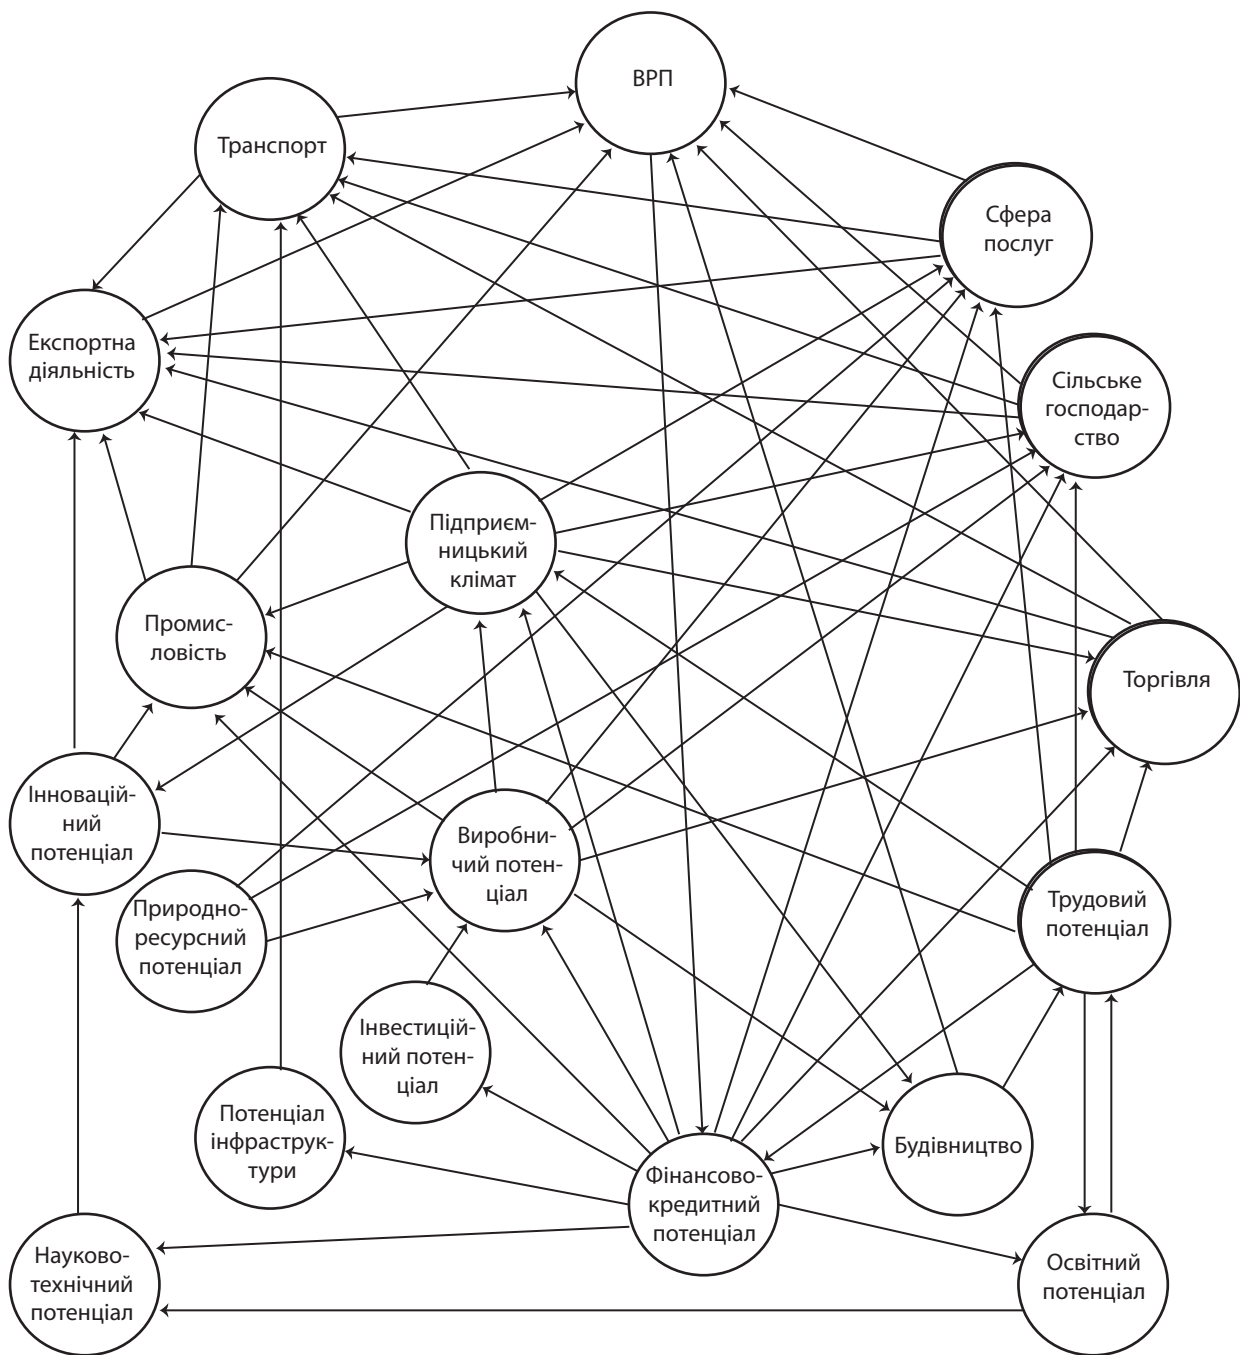 ВРП
Транспорт
Сфера
послуг
Експортна
діяльність
Сільське
господар-
ство
Підприєм-
ницький
клімат
Промис-
ловість
Торгівля
Інновацій-
ний
потенціал
Виробни-
чий потен-
ціал
Природно-
ресурсний
потенціал
Трудовий
потенціал
Інвестицій-
ний потен-
ціал
Потенціал
інфраструк-
тури
Будівництво
Фінансово-
кредитний
потенціал
Науково-
технічний
потенціал
Освітній
потенціал